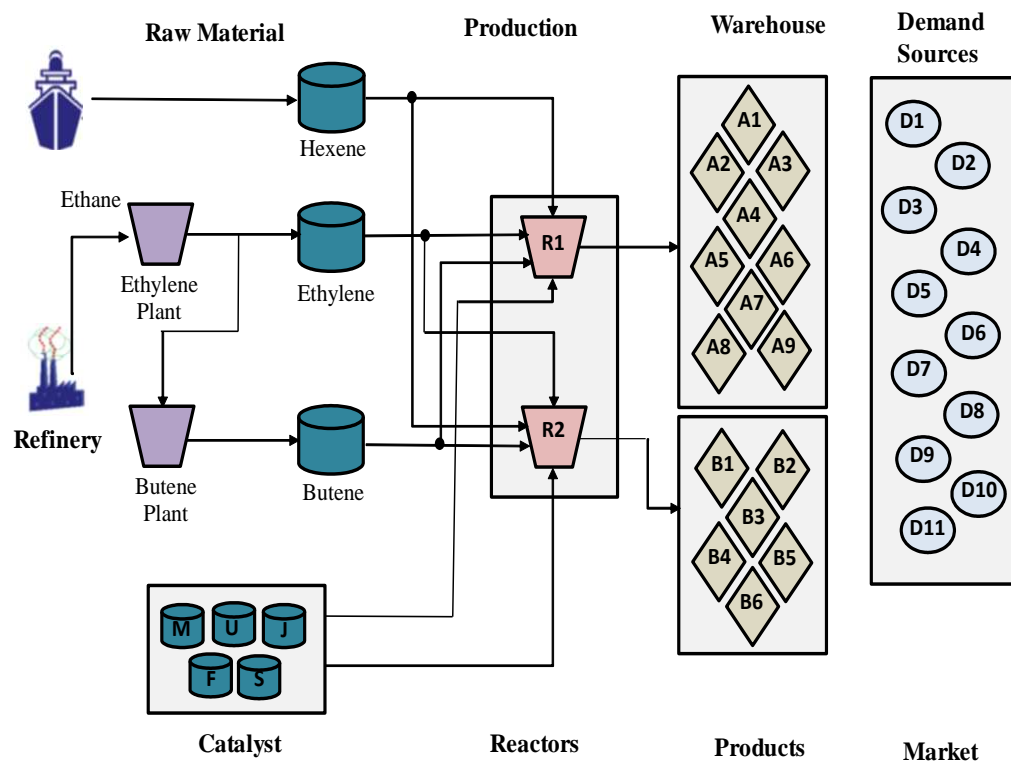 Raw Material
Production
Warehouse
Demand
Sources
Hexene
Ethane
Ethylene
Plant
Ethylene
Refinery
Butene
Plant
Butene
R1
R2
A1
A2
A3
A4
A5
A6
A7
A8
A9
B1
B2
B3
B4
B5
B6
D1
D2
D3
D4
D5
D6
D7
D8
D9
D10
D11
M U J
F S
Catalyst
Reactors
Products
Market